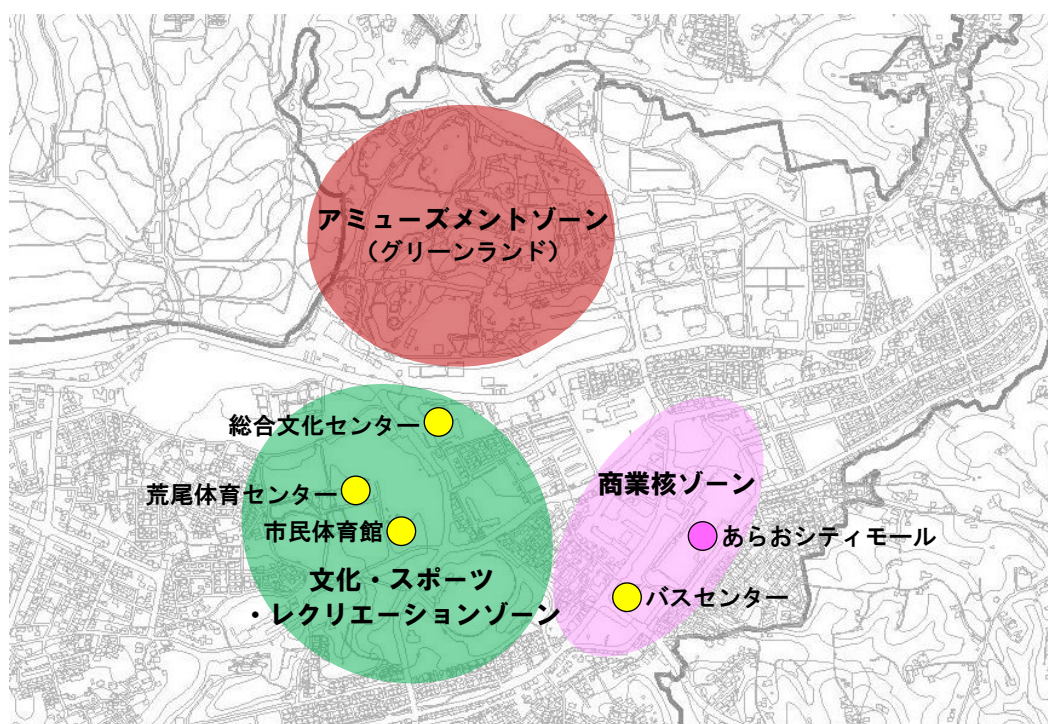 アミューズメントゾーン
（グリーンランド）
総合文化センター
荒尾体育センター
市民体育館
文化・スポーツ
・レクリエーションゾーン
商業核ゾーン
あらおシティモール
バスセンター